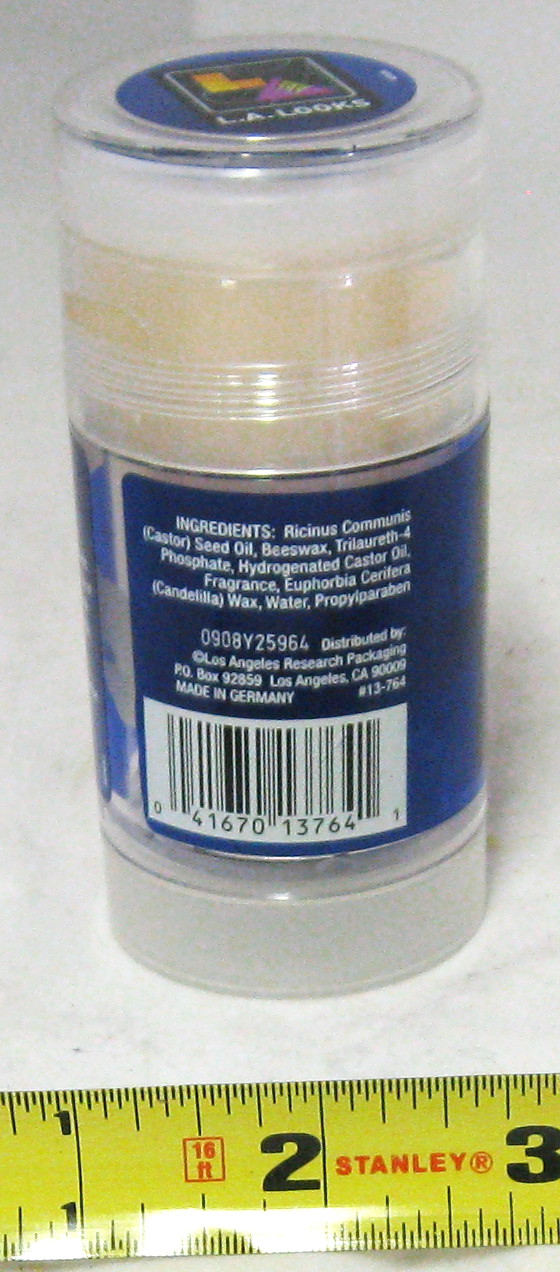 L.A. LOOKS
INGREDIENTS: Ricinus Communis
(Castor) Seed Oil, Beeswax, Trilaureth-4
Phosphate, Hydrogenated Castor Oil,
Fragrance, Euphorbia Cerifera
(Candelilla) Wax, Water, Propylparaben
0908Y25964 Distributed by:
©Los Angeles Research Packaging
P.O. Box 92859 Los Angeles, CA 90009
MADE IN GERMANY #13-764
0 41670 13764 1
1 16 ft 2 STANLEY® 3
1